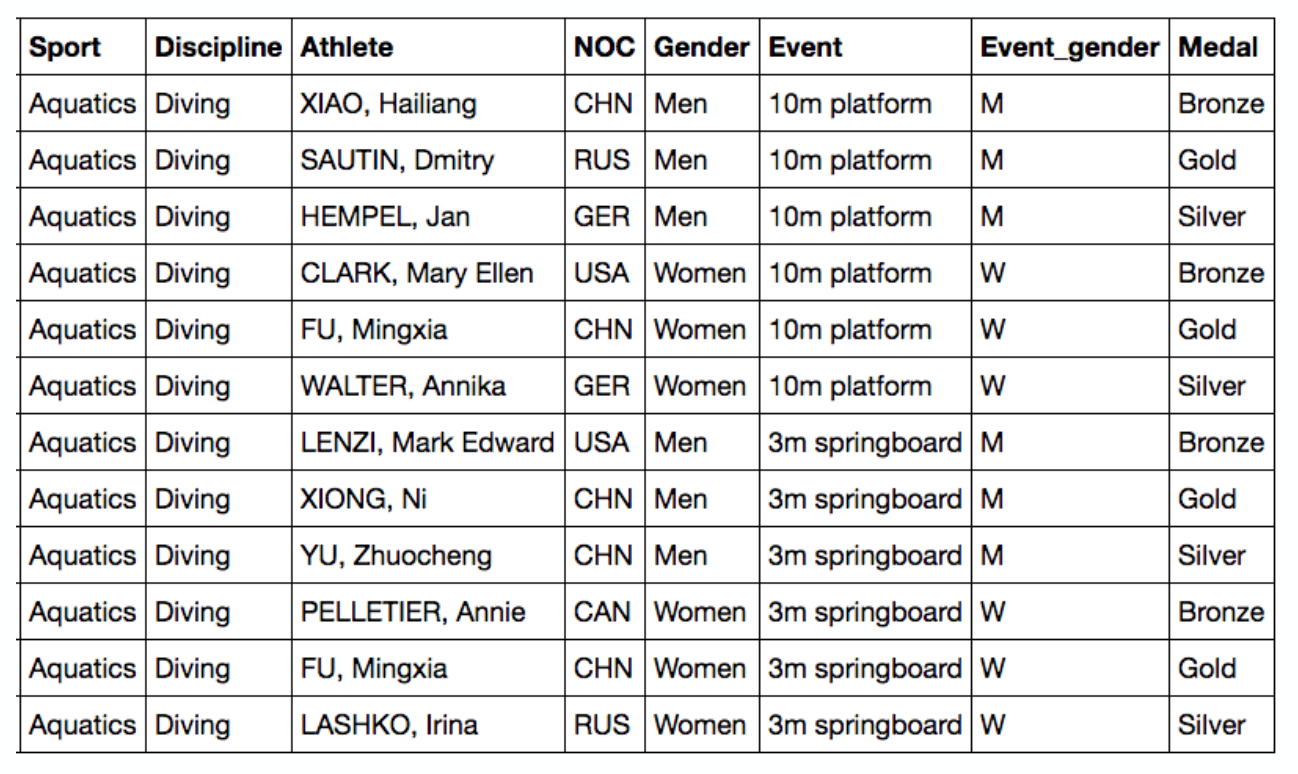 Sport Discipline Athlete NOC Gender Event Event_gender Medal
Aquatics Diving XIAO, Hailiang CHN Men 10m platform M Bronze
Aquatics Diving SAUTIN, Dmitry RUS Men 10m platform M Gold
Aquatics Diving HEMPEL, Jan GER Men 10m platform M Silver
Aquatics Diving CLARK, Mary Ellen USA Women 10m platform W Bronze
Aquatics Diving FU, Mingxia CHN Women 10m platform W Gold
Aquatics Diving WALTER, Annika GER Women 10m platform W Silver
Aquatics Diving LENZI, Mark Edward USA Men 3m springboard M Bronze
Aquatics Diving XIONG, Ni CHN Men 3m springboard M Gold
Aquatics Diving YU, Zhuocheng CHN Men 3m springboard M Silver
Aquatics Diving PELLETIER, Annie CAN Women 3m springboard W Bronze
Aquatics Diving FU, Mingxia CHN Women 3m springboard W Gold
Aquatics Diving LASHKO, Irina RUS Women 3m springboard W Silver